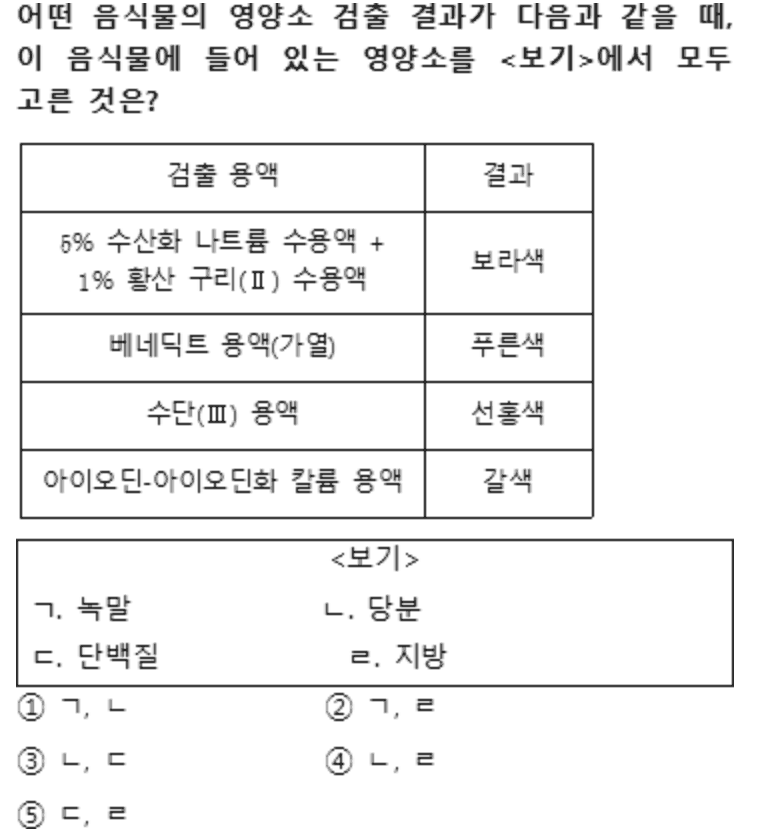 어떤 음식물의 영양소 검출 결과가 다음과 같을 때,
이 음식물에 들어 있는 영양소를 <보기>에서 모두
고른 것은?
검출 용액 결과
5% 수산화 나트륨 수용액 +
1% 황산 구리(Ⅱ) 수용액 보라색
베네딕트 용액(가열) 푸른색
수단(Ⅲ) 용액 선홍색
아이오딘-아이오딘화 칼륨 용액 갈색
<보기>
ㄱ. 녹말 ㄴ. 당분
ㄷ. 단백질 ㄹ. 지방
① ㄱ, ㄴ ② ㄱ, ㄹ
③ ㄴ, ㄷ ④ ㄴ, ㄹ
⑤ ㄷ, ㄹ